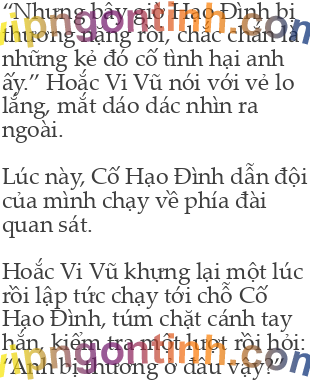 “Nhưng bây giờ Hạo Đình bị
thương nặng rồi, chắc chắn là
những kẻ đó cố tình hại anh
ấy.” Hoắc Vi Vũ nói với vẻ lo
lắng, mắt dáo dác nhìn ra
ngoài.
Lúc này, Cố Hạo Đình dẫn đội
của mình chạy về phía đài
quan sát.
Hoắc Vi Vũ khựng lại một lúc
rồi lập tức chạy tới chỗ Cố
Hạo Đình, túm chặt cánh tay
hắn, kiểm tra một lượt rồi hỏi:
“Anh bị thương ở đâu vậy?”
vipngontinh.com
vipngontinh.com